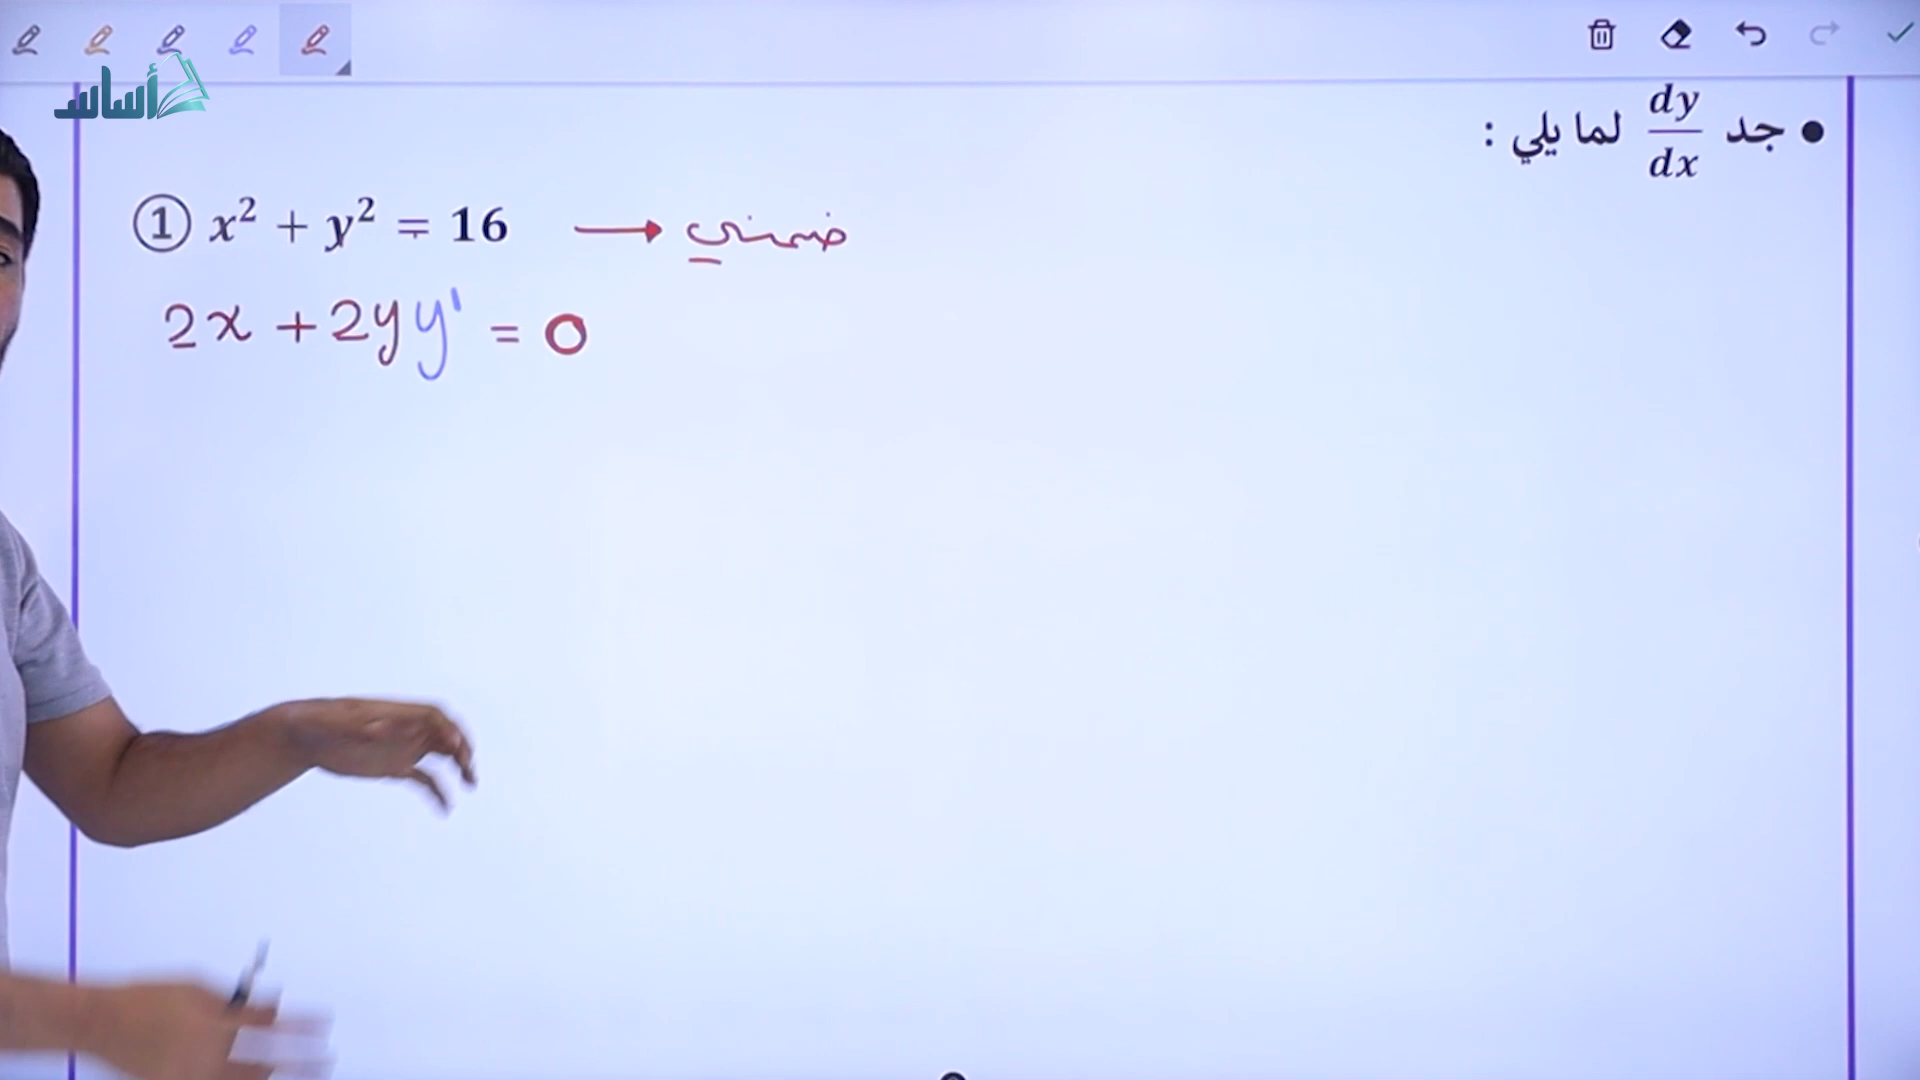 أساس
• جد dy/dx لما يلي :
① x² + y² = 16 → ضمني
2x + 2yy' = 0